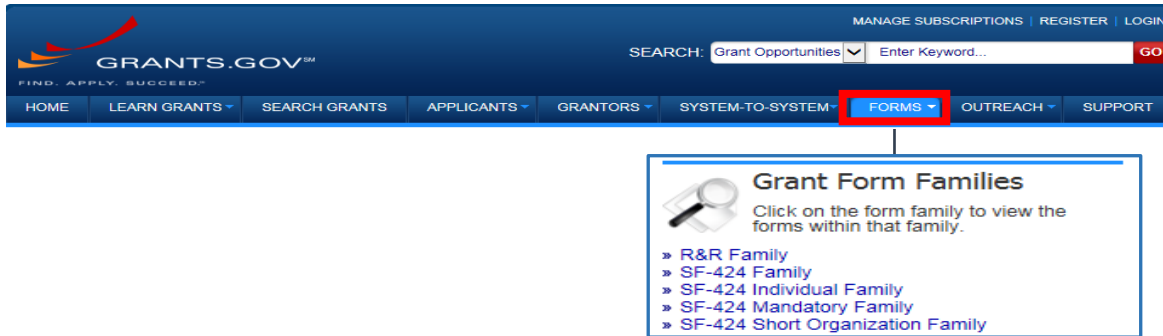 MANAGE SUBSCRIPTIONS | REGISTER | LOGIN
SEARCH: Grant Opportunities Enter Keyword... GO
GRANTS.GOV℠
FIND. APPLY. SUCCEED.℠
HOME LEARN GRANTS SEARCH GRANTS APPLICANTS GRANTORS SYSTEM-TO-SYSTEM FORMS OUTREACH SUPPORT
Grant Form Families
Click on the form family to view the
forms within that family.
» R&R Family
» SF-424 Family
» SF-424 Individual Family
» SF-424 Mandatory Family
» SF-424 Short Organization Family